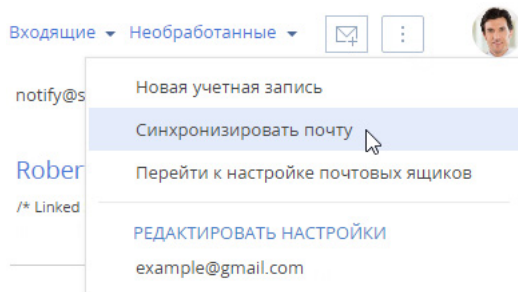 Входящие Необработанные
Новая учетная запись
notify@s
Синхронизировать почту
Rober
Перейти к настройке почтовых ящиков
/* Linked
РЕДАКТИРОВАТЬ НАСТРОЙКИ
example@gmail.com